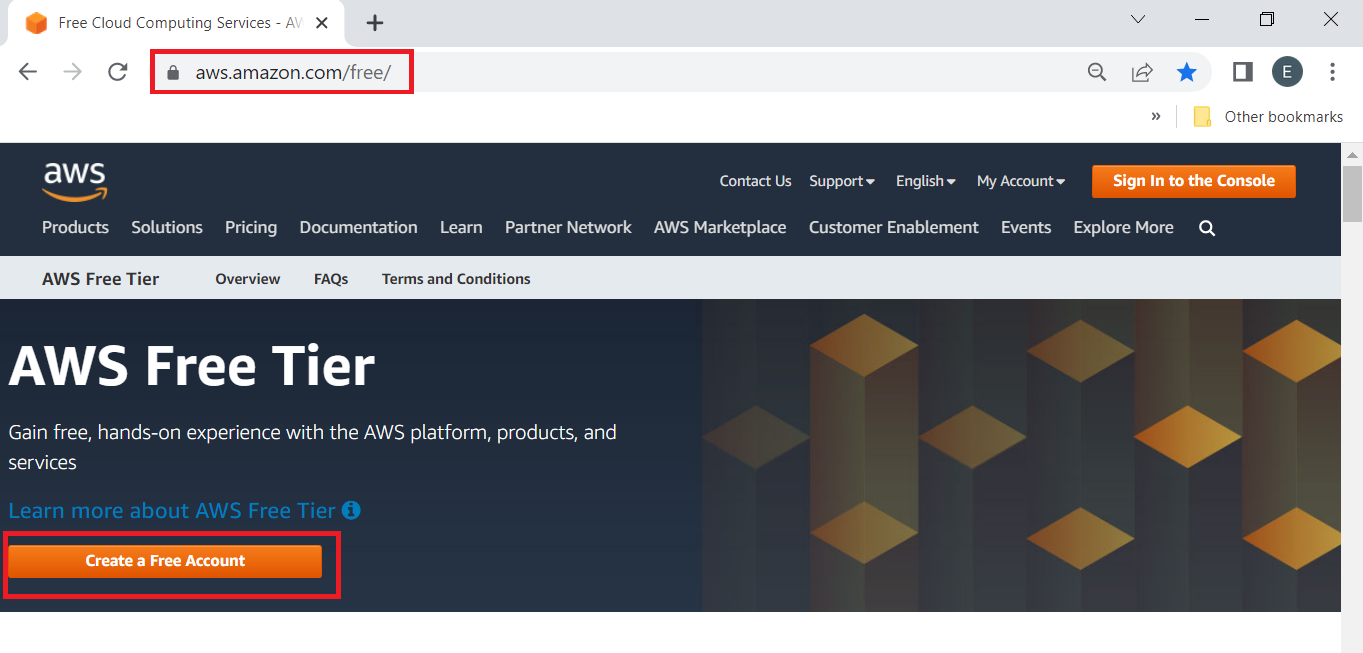 Free Cloud Computing Services - AW
aws.amazon.com/free/
E
» Other bookmarks
aws
Contact Us Support English My Account Sign In to the Console
Products Solutions Pricing Documentation Learn Partner Network AWS Marketplace Customer Enablement Events Explore More
AWS Free Tier Overview FAQs Terms and Conditions
AWS Free Tier
Gain free, hands-on experience with the AWS platform, products, and
services
Learn more about AWS Free Tier
Create a Free Account